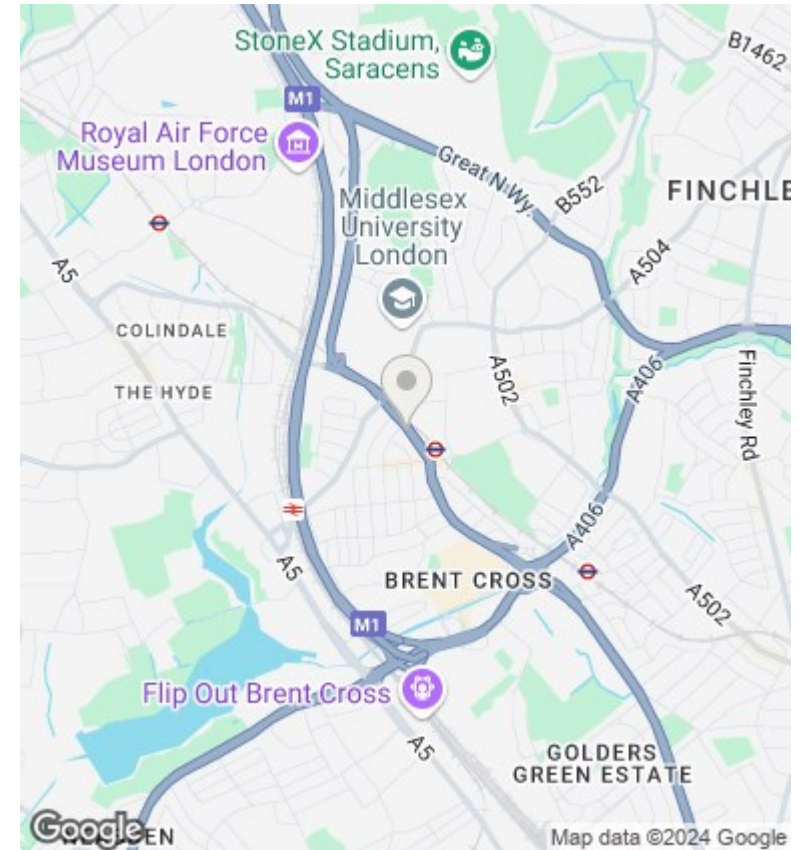 StoneX Stadium,
Saracens
B1462
M1
Royal Air Force
Museum London
Great N Wy.
B552
FINCHLE
Middlesex
University
London
A504
A5
COLINDALE
A502
THE HYDE
A406
Finchley Rd
A406
A5
BRENT CROSS
A502
M1
Flip Out Brent Cross
A5
GOLDERS
GREEN ESTATE
Google
Map data ©2024 Google